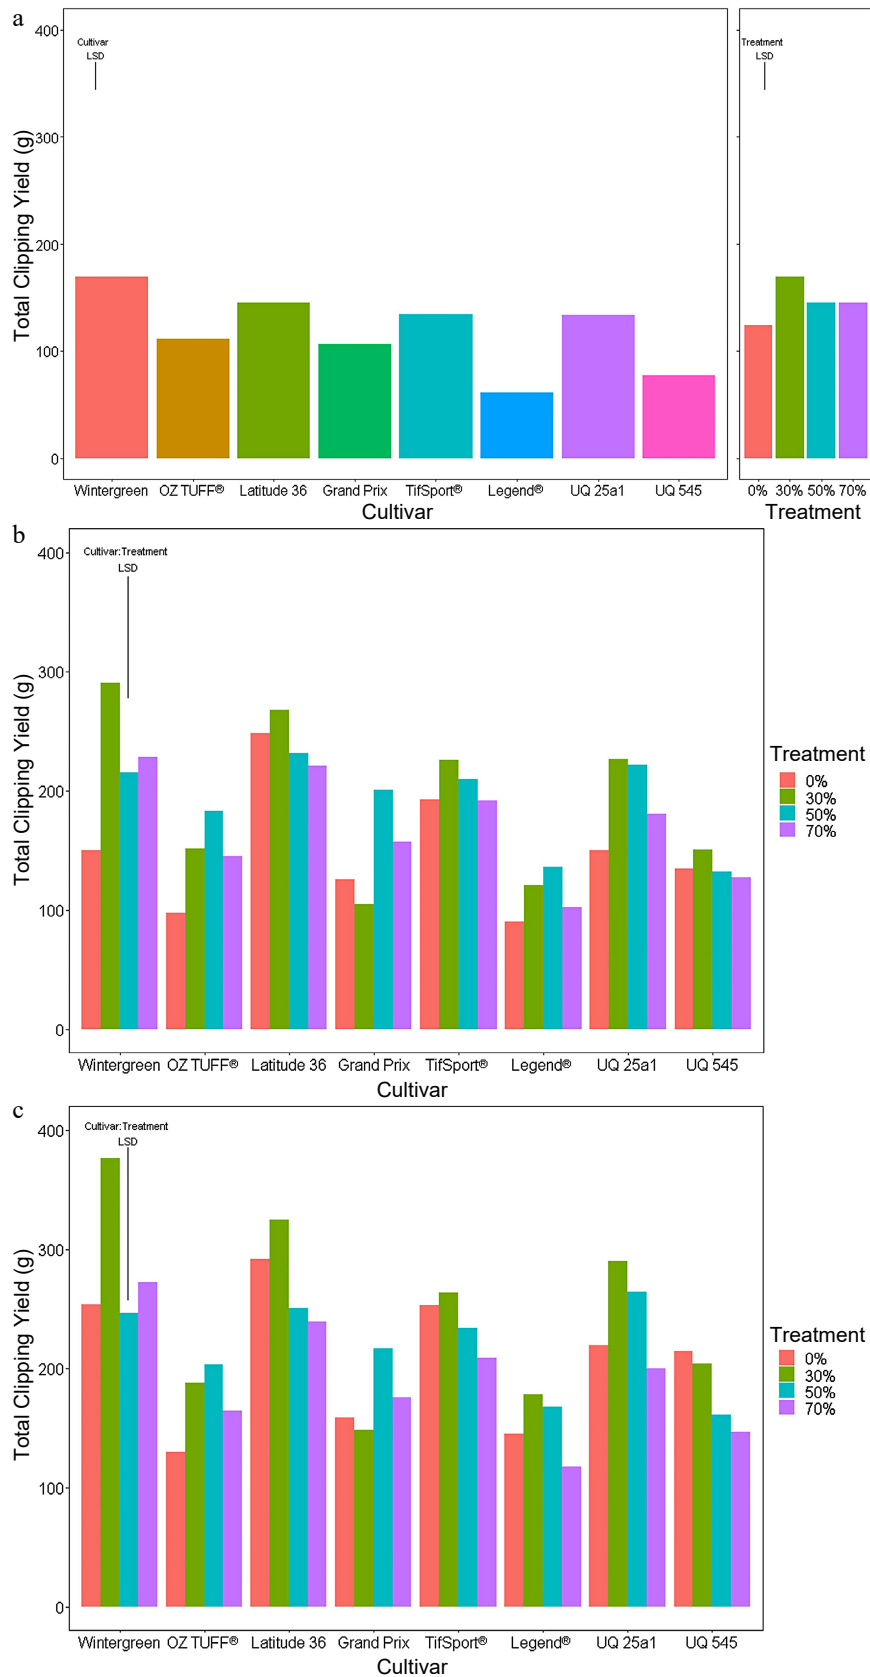 a
Total Clipping Yield (g)
400
300
200
100
0
Cultivar
LSD
Wintergreen OZ TUFF® Latitude 36 Grand Prix TifSport® Legend® UQ 25a1 UQ 545
Cultivar
Treatment
LSD
0% 30% 50% 70%
Treatment
b
Total Clipping Yield (g)
400
300
200
100
0
Cultivar:Treatment
LSD
Wintergreen OZ TUFF® Latitude 36 Grand Prix TifSport® Legend® UQ 25a1 UQ 545
Cultivar
Treatment
0%
30%
50%
70%
c
Total Clipping Yield (g)
400
300
200
100
0
Cultivar:Treatment
LSD
Wintergreen OZ TUFF® Latitude 36 Grand Prix TifSport® Legend® UQ 25a1 UQ 545
Cultivar
Treatment
0%
30%
50%
70%